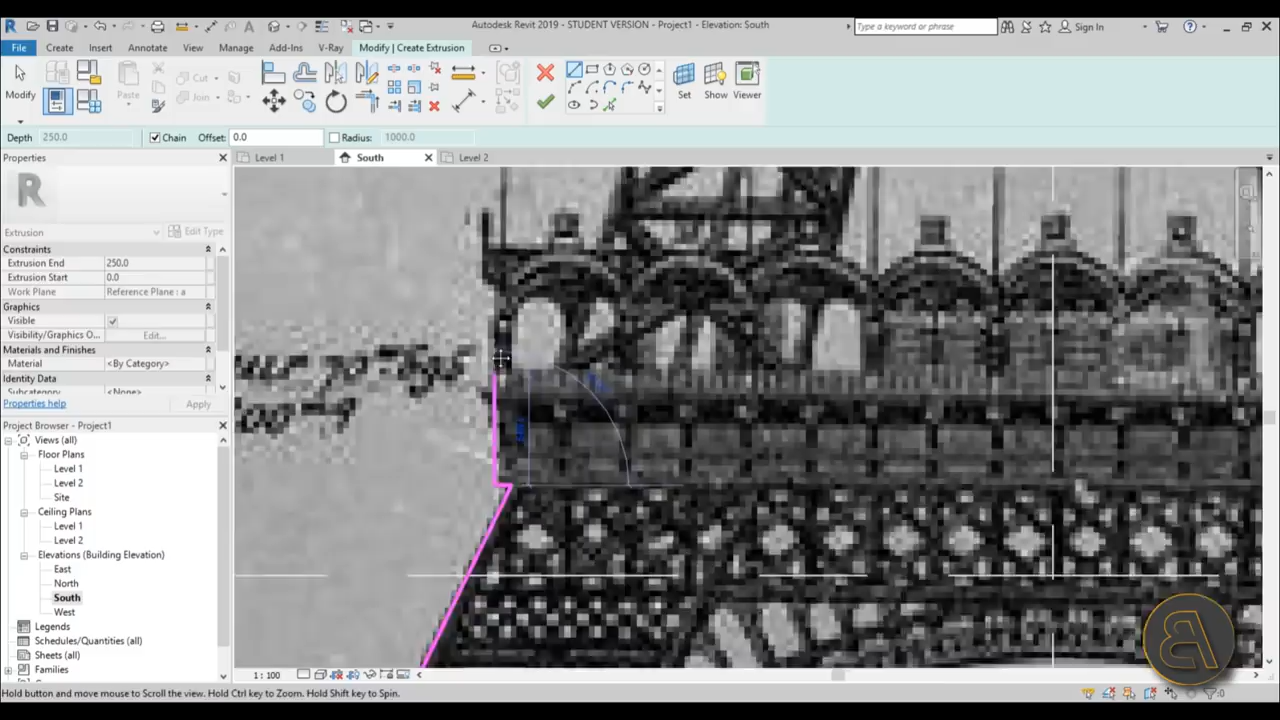 Autodesk Revit 2019 - STUDENT VERSION - Project1 - Elevation: South
Type a keyword or phrase
Sign In
File
Create
Insert
Annotate
View
Manage
Add-Ins
V-Ray
Modify | Create Extrusion
Modify
Paste
Cut
Join
Set
Show
Viewer
Depth 250.0
Chain
Offset: 0.0
Radius: 1000.0
Properties
Level 1
South
Level 2
Extrusion
Edit Type
Constraints
Extrusion End 250.0
Extrusion Start 0.0
Work Plane Reference Plane : a
Graphics
Visible
Visibility/Graphics O... Edit...
Materials and Finishes
Material <By Category>
Identity Data
Subcategory <None>
Properties help
Apply
Project Browser - Project1
Views (all)
Floor Plans
Level 1
Level 2
Site
Ceiling Plans
Level 1
Level 2
Elevations (Building Elevation)
East
North
South
West
Legends
Schedules/Quantities (all)
Sheets (all)
Families
1 : 100
Hold button and move mouse to Scroll the view. Hold Ctrl key to Zoom. Hold Shift key to Spin.
:0